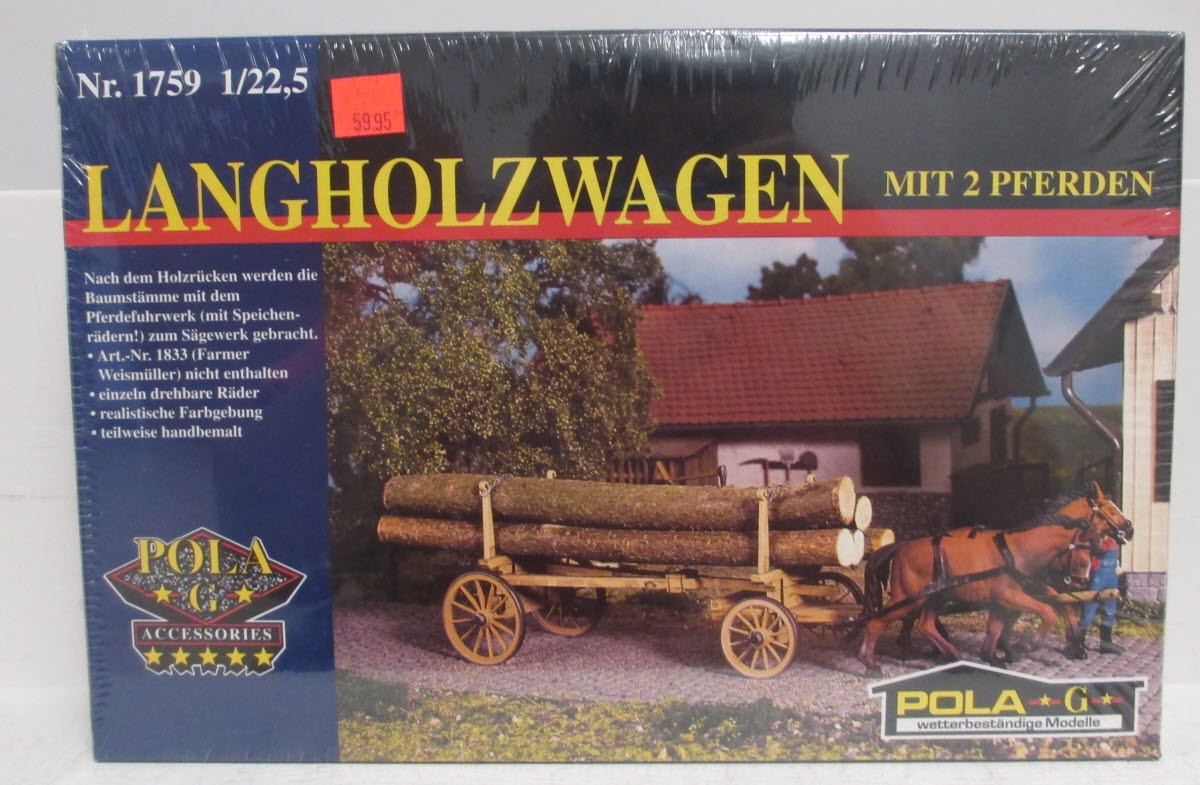 Nr. 1759 1/22,5
59.95
LANGHOLZWAGEN MIT 2 PFERDEN
Nach dem Holzrücken werden die
Baumstämme mit dem
Pferdefuhrwerk (mit Speichen-
rädern!) zum Sägewerk gebracht.
• Art.-Nr. 1833 (Farmer
Weismüller) nicht enthalten
• einzeln drehbare Räder
• realistische Farbgebung
• teilweise handbemalt
POLA
G
ACCESSORIES
POLA G
wetterbeständige Modelle